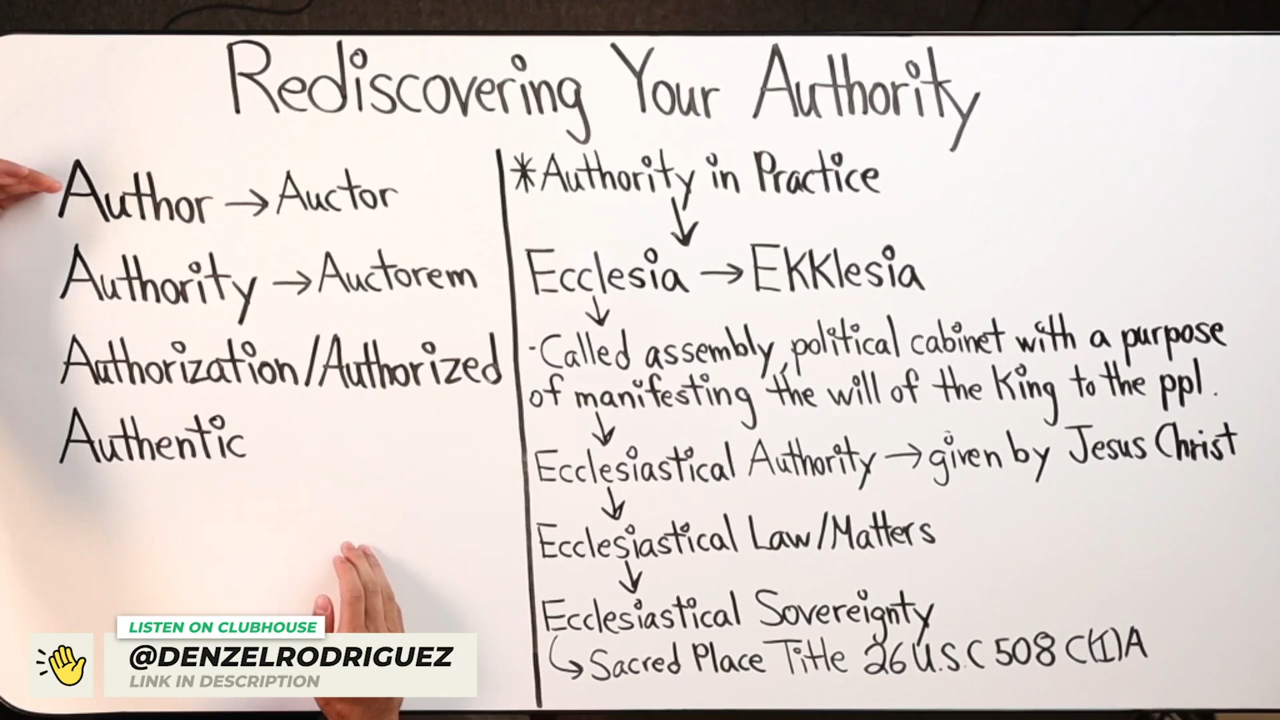 Rediscovering Your Authority
Author → Auctor
Authority → Auctorem
Authorization/Authorized
Authentic
*Authority in Practice
↓
Ecclesia → EKKlesia
↓
·Called assembly, political cabinet with a purpose
of manifesting the will of the King to the ppl.
↓
Ecclesiastical Authority → given by Jesus Christ
↓
Ecclesiastical Law/Matters
↓
Ecclesiastical Sovereignty
↳ Sacred Place Title 26 U.S.C 508 C(1)A
LISTEN ON CLUBHOUSE
@DENZELRODRIGUEZ
LINK IN DESCRIPTION